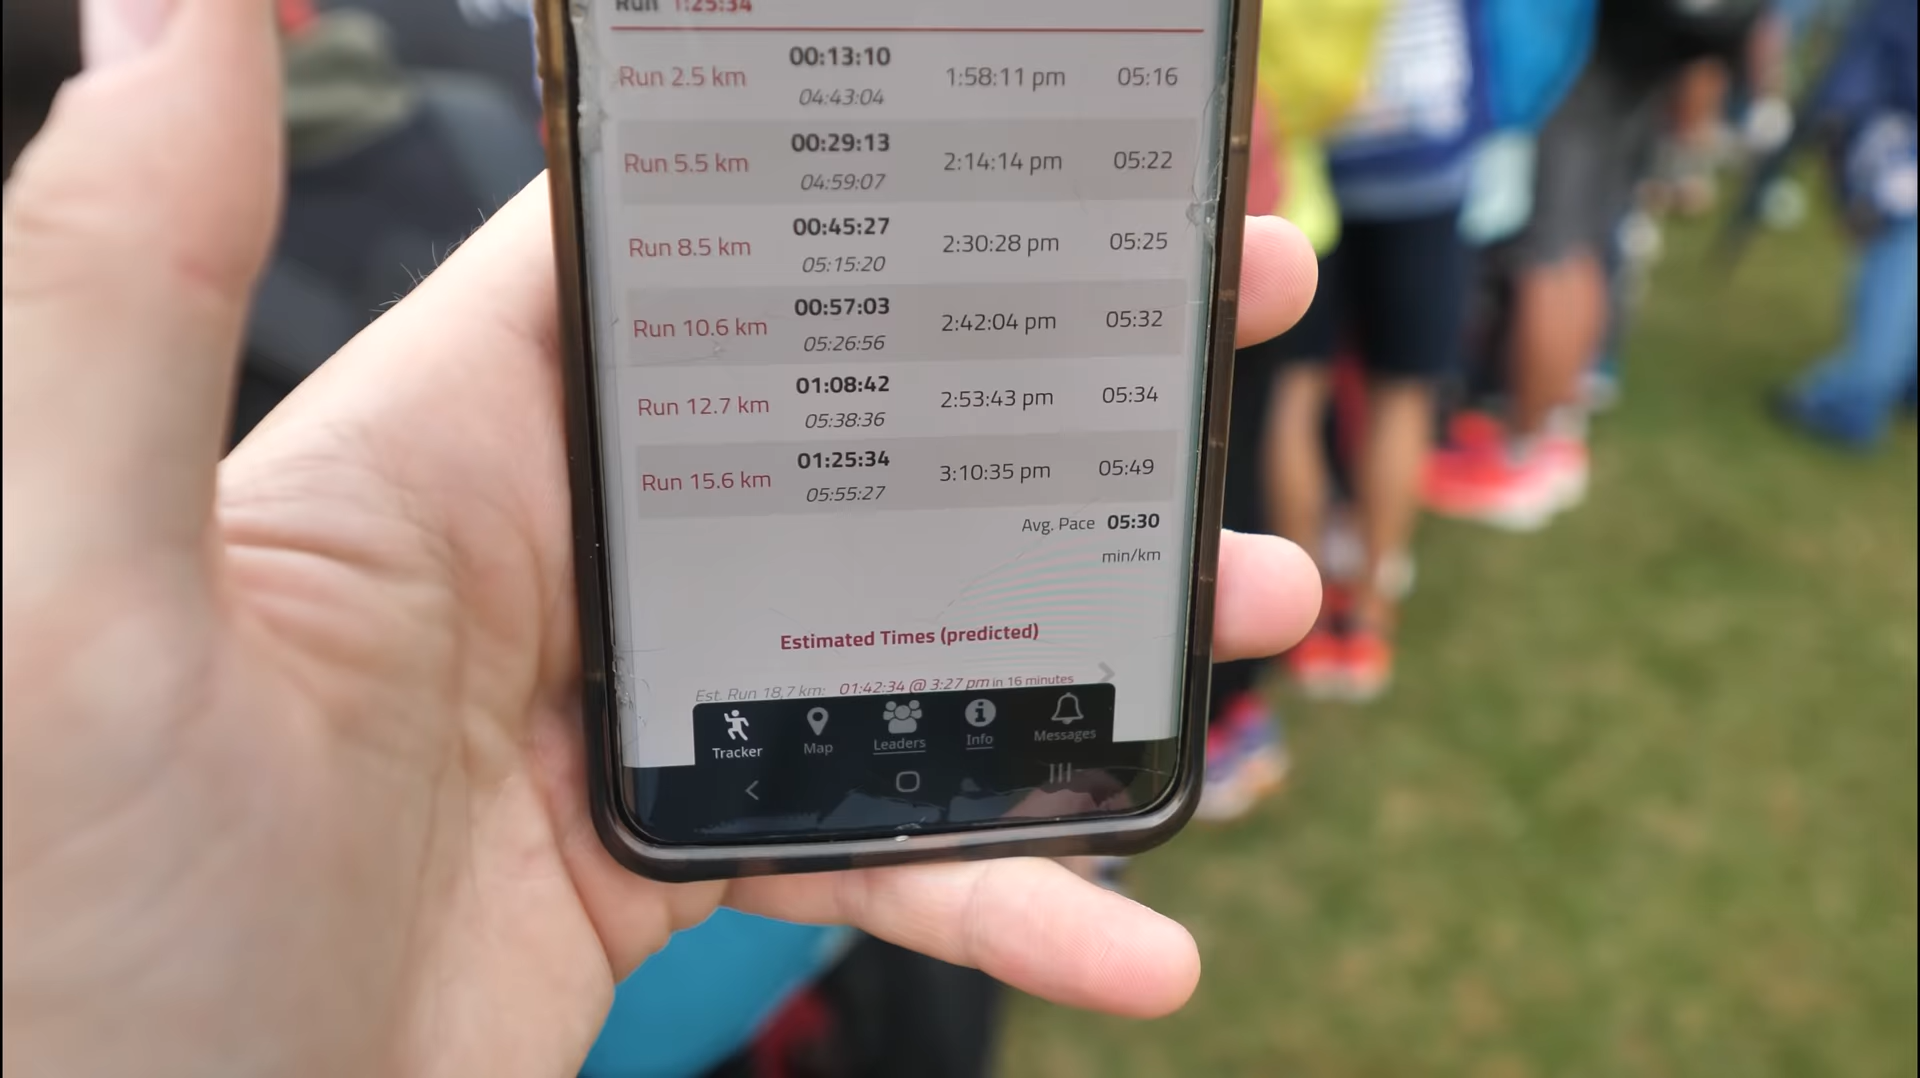 Run 1:25:34
Run 2.5 km 00:13:10 1:58:11 pm 05:16
04:43:04
Run 5.5 km 00:29:13 2:14:14 pm 05:22
04:59:07
Run 8.5 km 00:45:27 2:30:28 pm 05:25
05:15:20
Run 10.6 km 00:57:03 2:42:04 pm 05:32
05:26:56
Run 12.7 km 01:08:42 2:53:43 pm 05:34
05:38:36
Run 15.6 km 01:25:34 3:10:35 pm 05:49
05:55:27
Avg. Pace 05:30
min/km
Estimated Times (predicted)
Est. Run 18.7 km: 01:42:34 @ 3:27 pm in 16 minutes
Tracker Map Leaders Info Messages